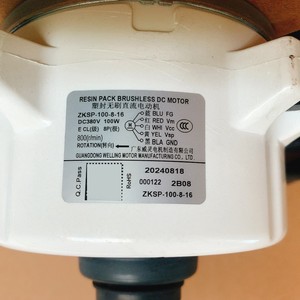 RESIN PACK BRUSHLESS DC MOTOR
塑封无刷直流电动机
ZKSP-100-8-16
DC380V 100W
E CL(级) 8P(极)
800(r/min)
ROTATION(转向)
蓝 BLU FG
红 RED Vm
白 WHI Vcc
黄 YEL Vsp
黑 BLA GND
广东威灵电机制造有限公司
GUANGDONG WELLING MOTOR MANUFACTURING CO., LTD.
Q.C.Pass
RoHS
20240818
000122 2B08
ZKSP-100-8-16